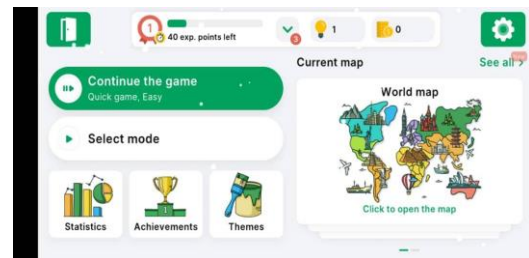 1
40 exp. points left
3
1
0
Continue the game
Quick game, Easy
Select mode
Statistics
Achievements
Themes
Current map
See all >
World map
Click to open the map